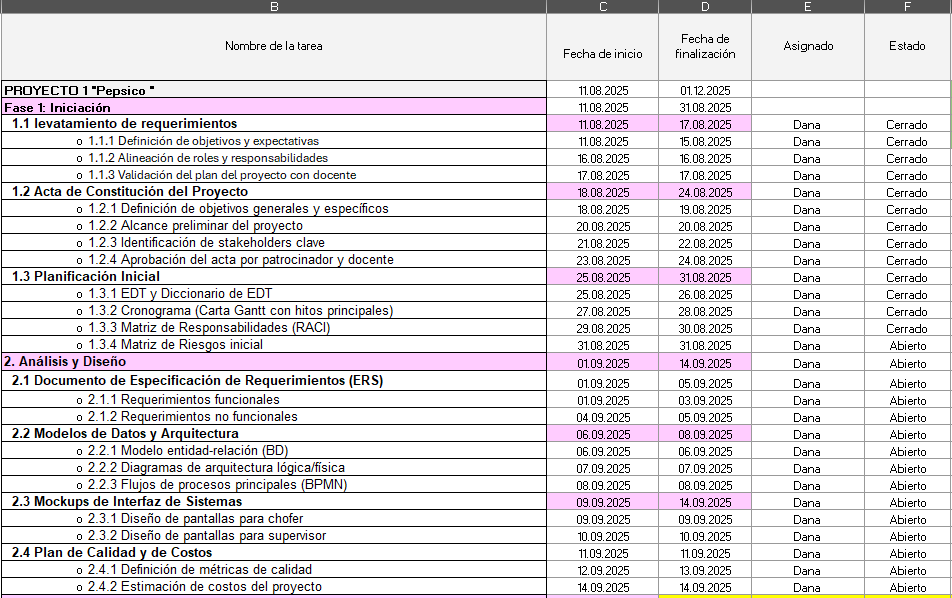 B C D E F
Nombre de la tarea Fecha de inicio Fecha de finalización Asignado Estado
PROYECTO 1 "Pepsico " 11.08.2025 01.12.2025
Fase 1: Iniciación 11.08.2025 31.08.2025
1.1 levatamiento de requerimientos 11.08.2025 17.08.2025 Dana Cerrado
o 1.1.1 Definición de objetivos y expectativas 11.08.2025 15.08.2025 Dana Cerrado
o 1.1.2 Alineación de roles y responsabilidades 16.08.2025 16.08.2025 Dana Cerrado
o 1.1.3 Validación del plan del proyecto con docente 17.08.2025 17.08.2025 Dana Cerrado
1.2 Acta de Constitución del Proyecto 18.08.2025 24.08.2025 Dana Cerrado
o 1.2.1 Definición de objetivos generales y específicos 18.08.2025 19.08.2025 Dana Cerrado
o 1.2.2 Alcance preliminar del proyecto 20.08.2025 20.08.2025 Dana Cerrado
o 1.2.3 Identificación de stakeholders clave 21.08.2025 22.08.2025 Dana Cerrado
o 1.2.4 Aprobación del acta por patrocinador y docente 23.08.2025 24.08.2025 Dana Cerrado
1.3 Planificación Inicial 25.08.2025 31.08.2025 Dana Cerrado
o 1.3.1 EDT y Diccionario de EDT 25.08.2025 26.08.2025 Dana Cerrado
o 1.3.2 Cronograma (Carta Gantt con hitos principales) 27.08.2025 28.08.2025 Dana Cerrado
o 1.3.3 Matriz de Responsabilidades (RACI) 29.08.2025 30.08.2025 Dana Cerrado
o 1.3.4 Matriz de Riesgos inicial 31.08.2025 31.08.2025 Dana Abierto
2. Análisis y Diseño 01.09.2025 14.09.2025 Dana Abierto
2.1 Documento de Especificación de Requerimientos (ERS) 01.09.2025 05.09.2025 Dana Abierto
o 2.1.1 Requerimientos funcionales 01.09.2025 03.09.2025 Dana Abierto
o 2.1.2 Requerimientos no funcionales 04.09.2025 05.09.2025 Dana Abierto
2.2 Modelos de Datos y Arquitectura 06.09.2025 08.09.2025 Dana Abierto
o 2.2.1 Modelo entidad-relación (BD) 06.09.2025 06.09.2025 Dana Abierto
o 2.2.2 Diagramas de arquitectura lógica/física 07.09.2025 07.09.2025 Dana Abierto
o 2.2.3 Flujos de procesos principales (BPMN) 08.09.2025 08.09.2025 Dana Abierto
2.3 Mockups de Interfaz de Sistemas 09.09.2025 14.09.2025 Dana Abierto
o 2.3.1 Diseño de pantallas para chofer 09.09.2025 09.09.2025 Dana Abierto
o 2.3.2 Diseño de pantallas para supervisor 10.09.2025 10.09.2025 Dana Abierto
2.4 Plan de Calidad y de Costos 11.09.2025 11.09.2025 Dana Abierto
o 2.4.1 Definición de métricas de calidad 12.09.2025 13.09.2025 Dana Abierto
o 2.4.2 Estimación de costos del proyecto 14.09.2025 14.09.2025 Dana Abierto